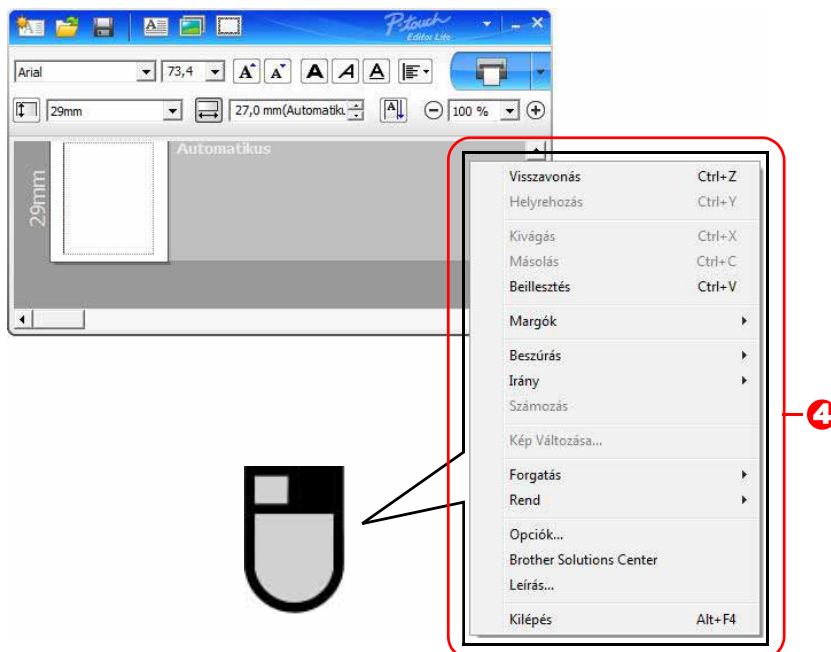 P-touch
Editor Lite
Arial 73,4 A A A A A
29mm 27,0 mm(Automatiku A 100 %
Automatikus
29mm
Visszavonás Ctrl+Z
Helyrehozás Ctrl+Y
Kivágás Ctrl+X
Másolás Ctrl+C
Beillesztés Ctrl+V
Margók
Beszúrás
Irány
Számozás
Kép Változása...
Forgatás
Rend
Opciók...
Brother Solutions Center
Leírás...
Kilépés Alt+F4
4